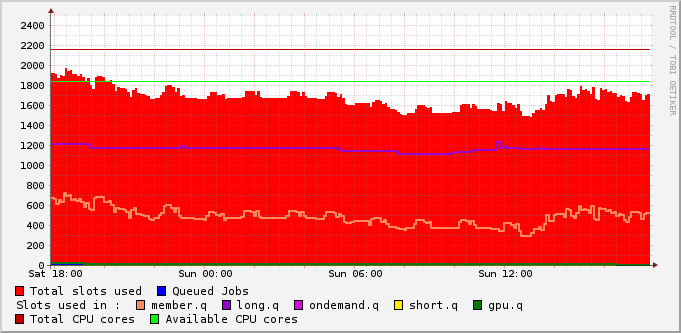 2400
2200
2000
1800
1600
1400
1200
1000
800
600
400
200
0
Sat 18:00 Sun 00:00 Sun 06:00 Sun 12:00
Total slots used Queued Jobs
Slots used in : member.q long.q ondemand.q short.q gpu.q
Total CPU cores Available CPU cores
RRDTOOL / TOBI OETIKER